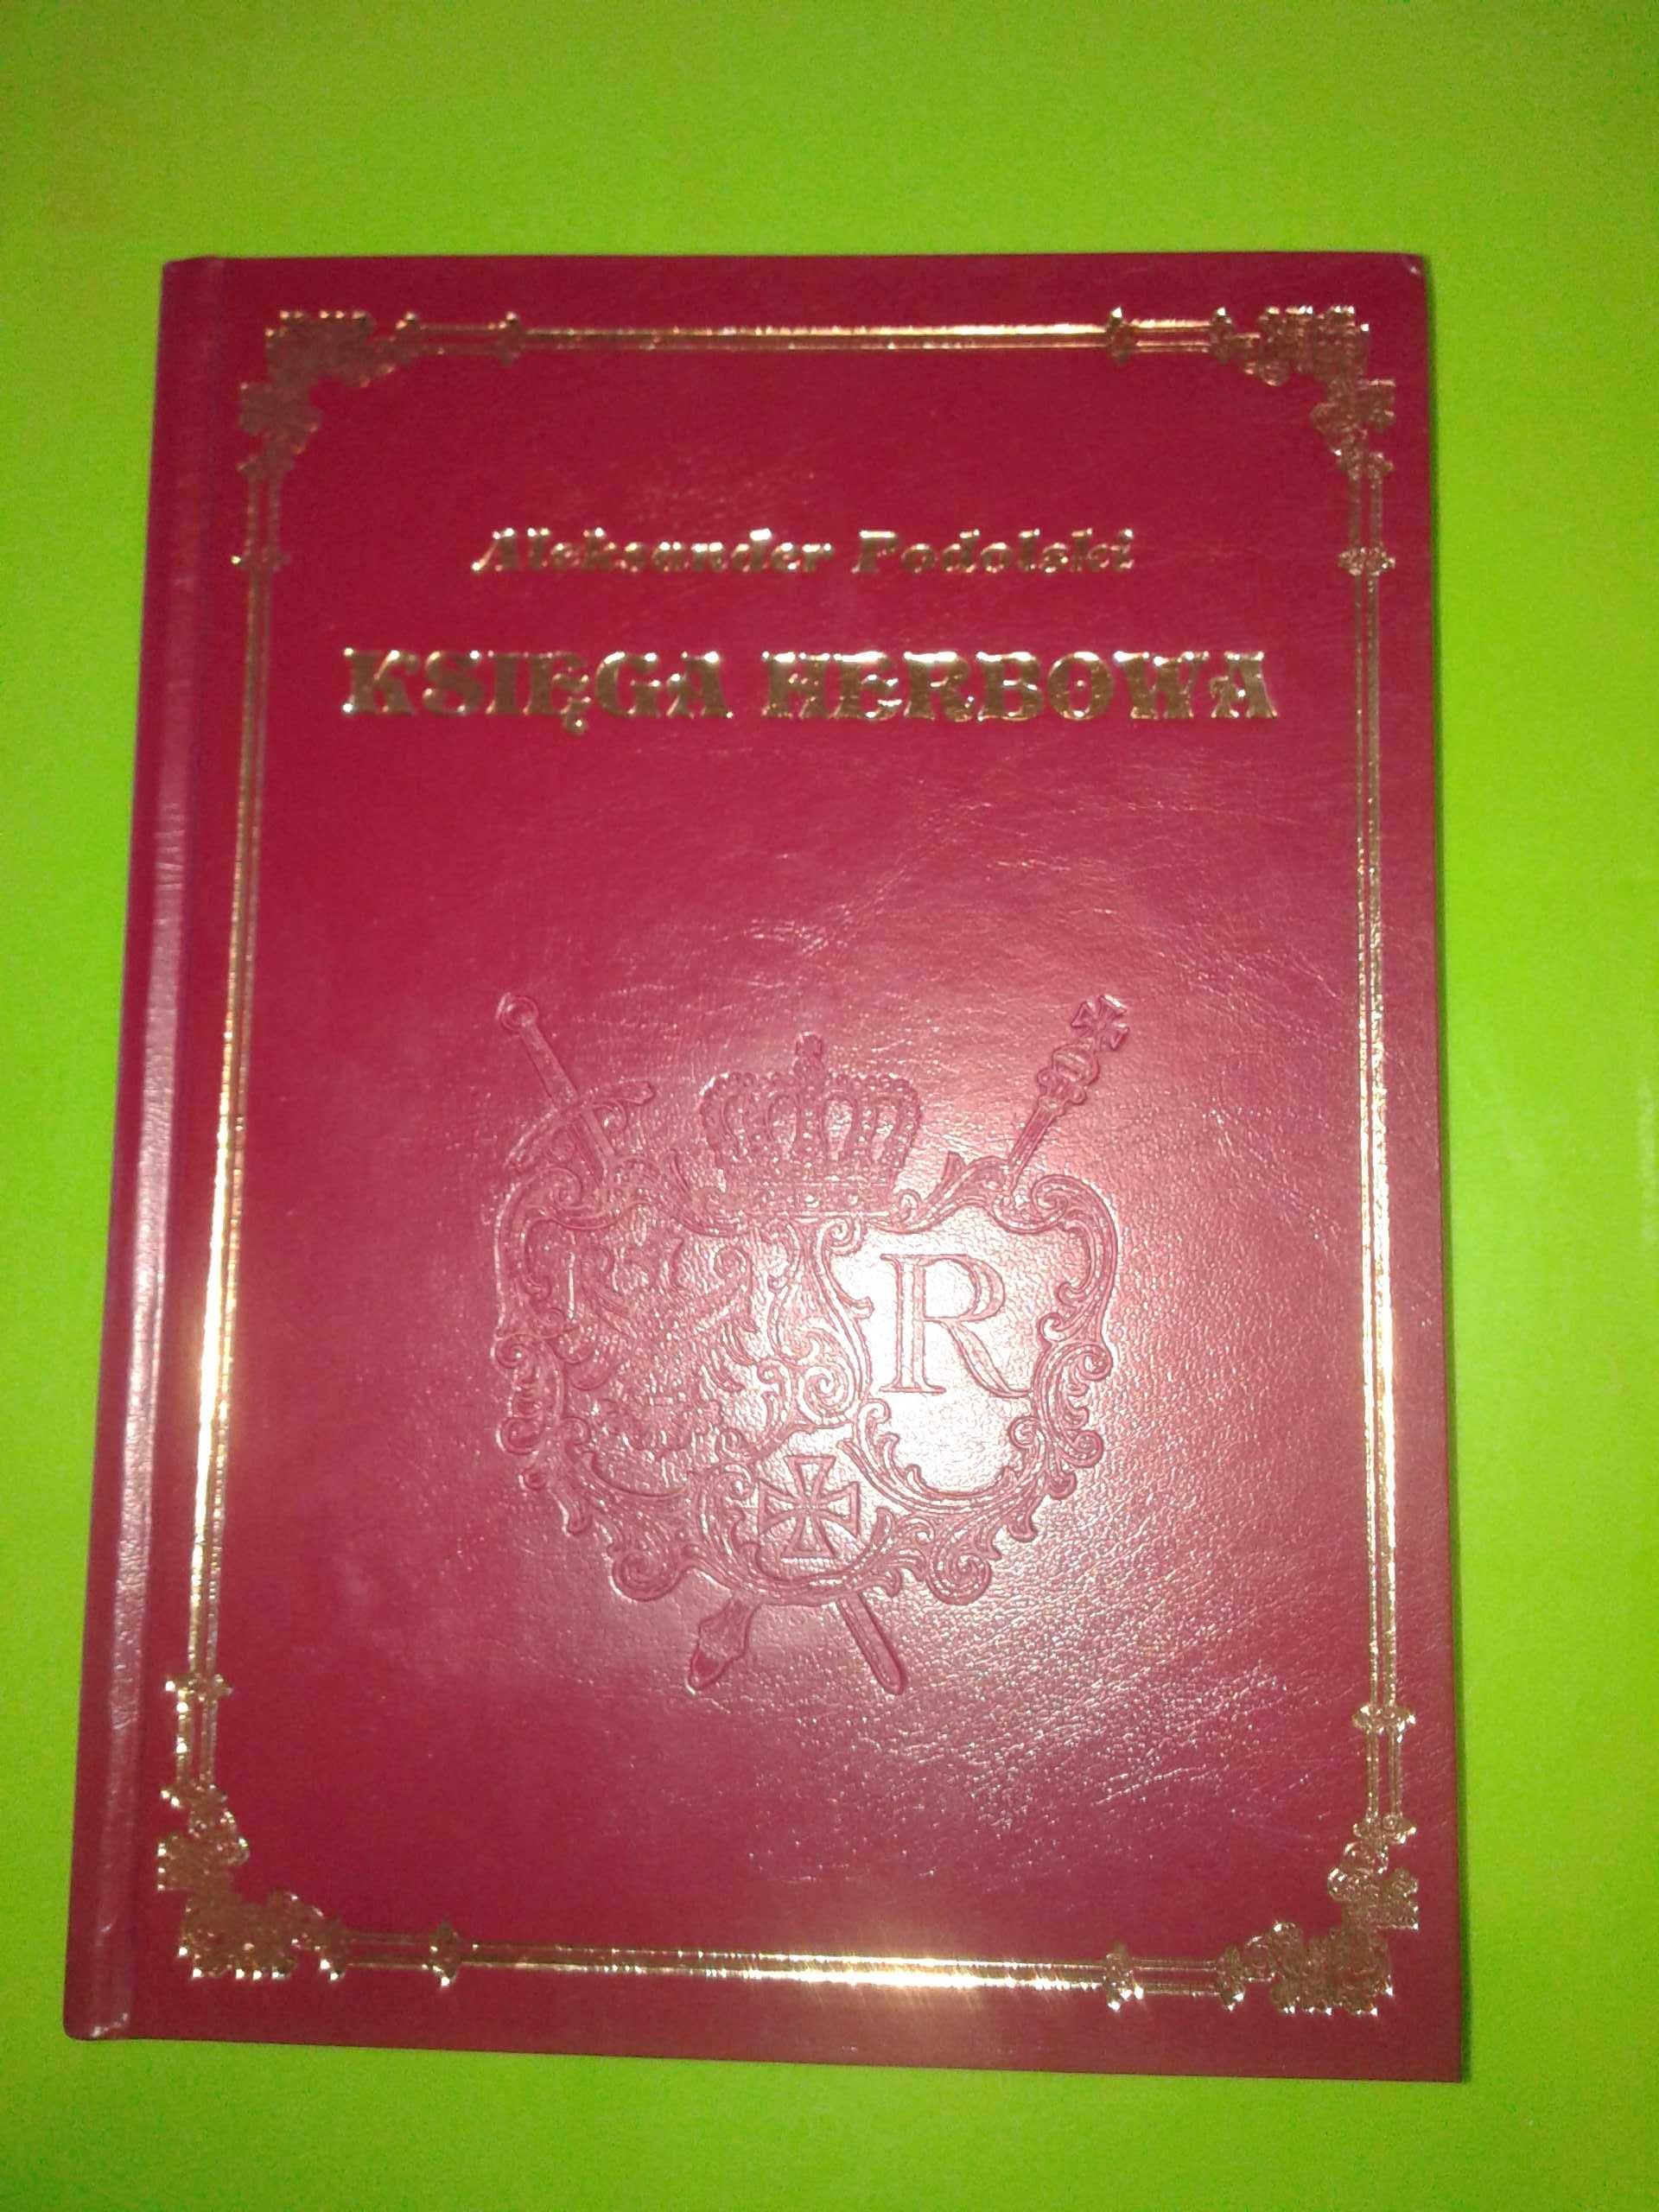 Aleksander Podolski
KSIĘGA HERBOWA
R